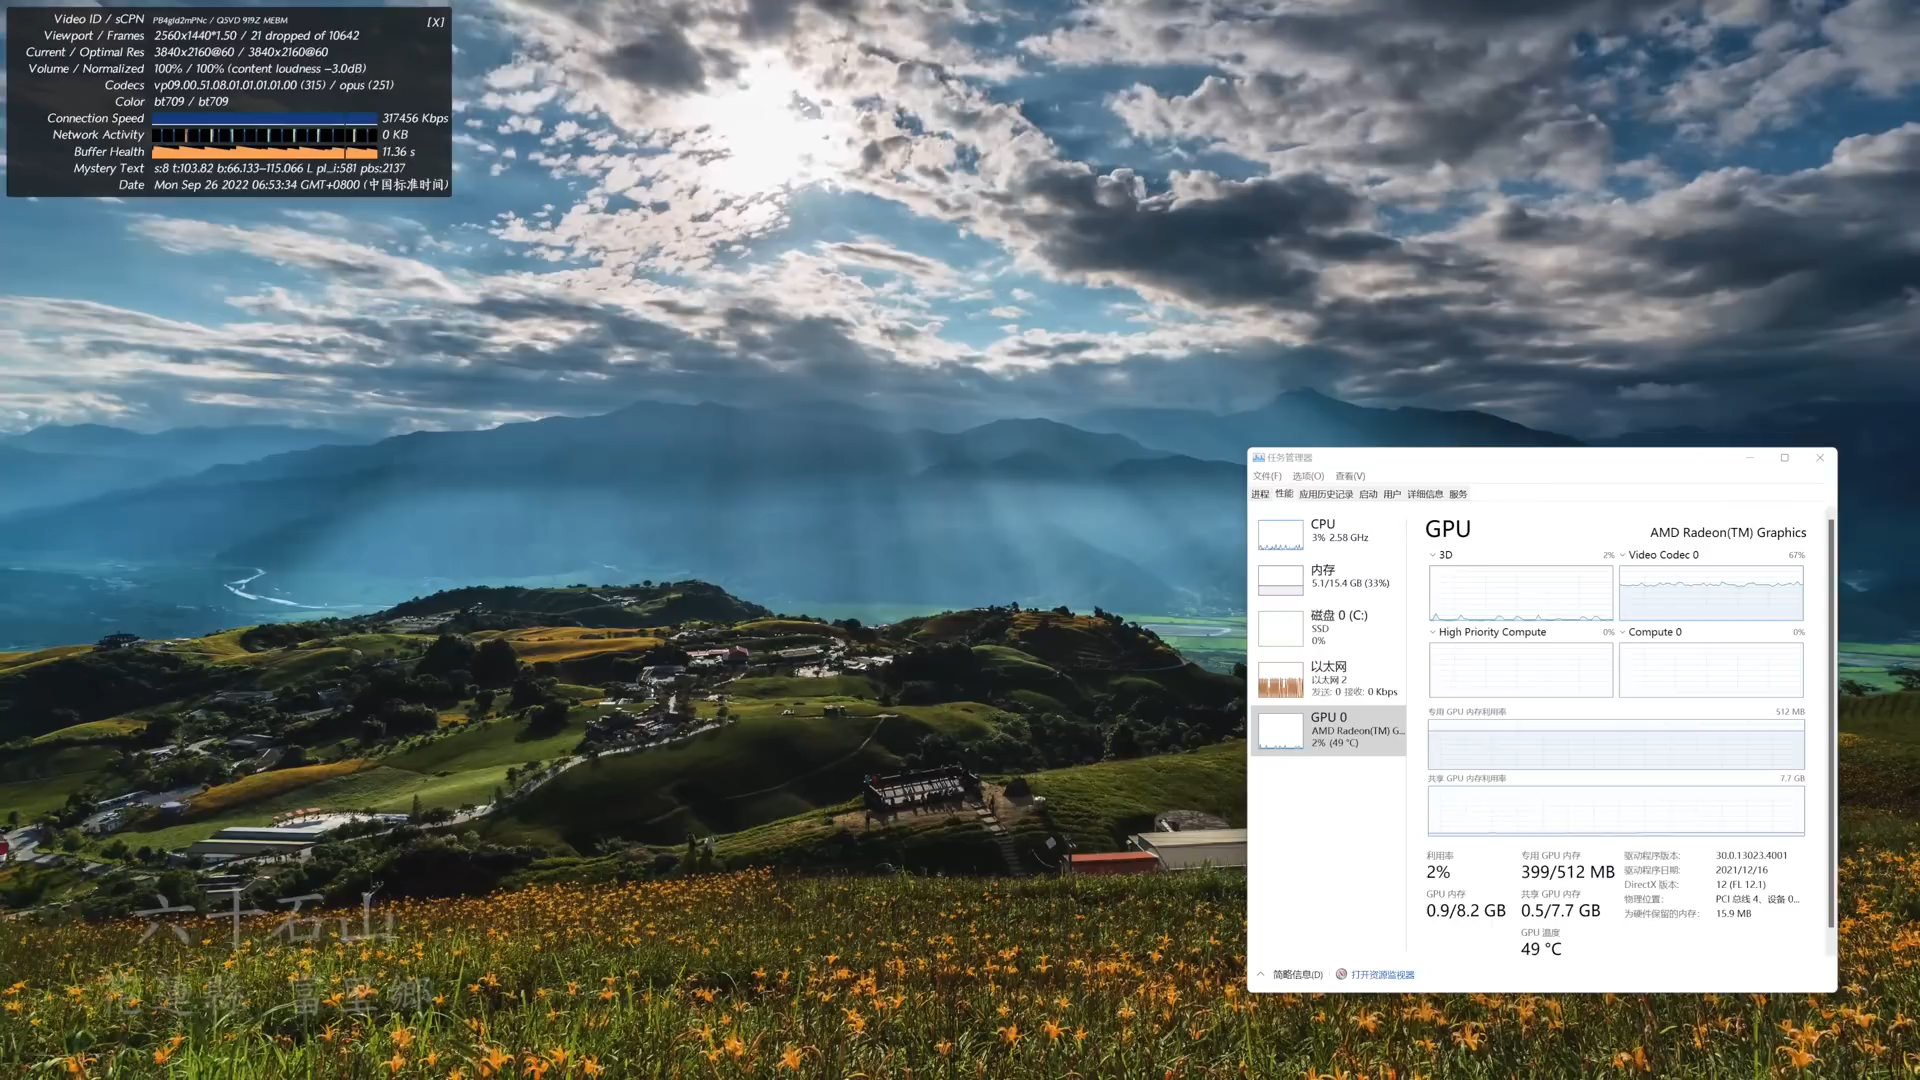 Video ID / sCPN PB4gId2mPNc / Q5VD 919Z MEBM [X]
Viewport / Frames 2560x1440*1.50 / 21 dropped of 10642
Current / Optimal Res 3840x2160@60 / 3840x2160@60
Volume / Normalized 100% / 100% (content loudness -3.0dB)
Codecs vp09.00.51.08.01.01.01.01.00 (315) / opus (251)
Color bt709 / bt709
Connection Speed 317456 Kbps
Network Activity 0 KB
Buffer Health 11.36 s
Mystery Text s:8 t:103.82 b:66.133-115.066 L pl_i:581 pbs:2137
Date Mon Sep 26 2022 06:53:34 GMT+0800 (中国标准时间)
任务管理器
文件(F) 选项(O) 查看(V)
进程 性能 应用历史记录 启动 用户 详细信息 服务
CPU
3% 2.58 GHz
内存
5.1/15.4 GB (33%)
磁盘 0 (C:)
SSD
0%
以太网
以太网 2
发送: 0 接收: 0 Kbps
GPU 0
AMD Radeon(TM) G...
2% (49 °C)
GPU AMD Radeon(TM) Graphics
3D 2% Video Codec 0 67%
High Priority Compute 0% Compute 0 0%
专用 GPU 内存利用率 512 MB
共享 GPU 内存利用率 7.7 GB
利用率
2%
专用 GPU 内存
399/512 MB
GPU 内存
0.9/8.2 GB
共享 GPU 内存
0.5/7.7 GB
GPU 温度
49 °C
驱动程序版本: 30.0.13023.4001
驱动程序日期: 2021/12/16
DirectX 版本: 12 (FL 12.1)
物理位置: PCI 总线 4、设备 0...
为硬件保留的内存: 15.9 MB
简略信息(D) 打开资源监视器
六十石山
花蓮縣 富里鄉